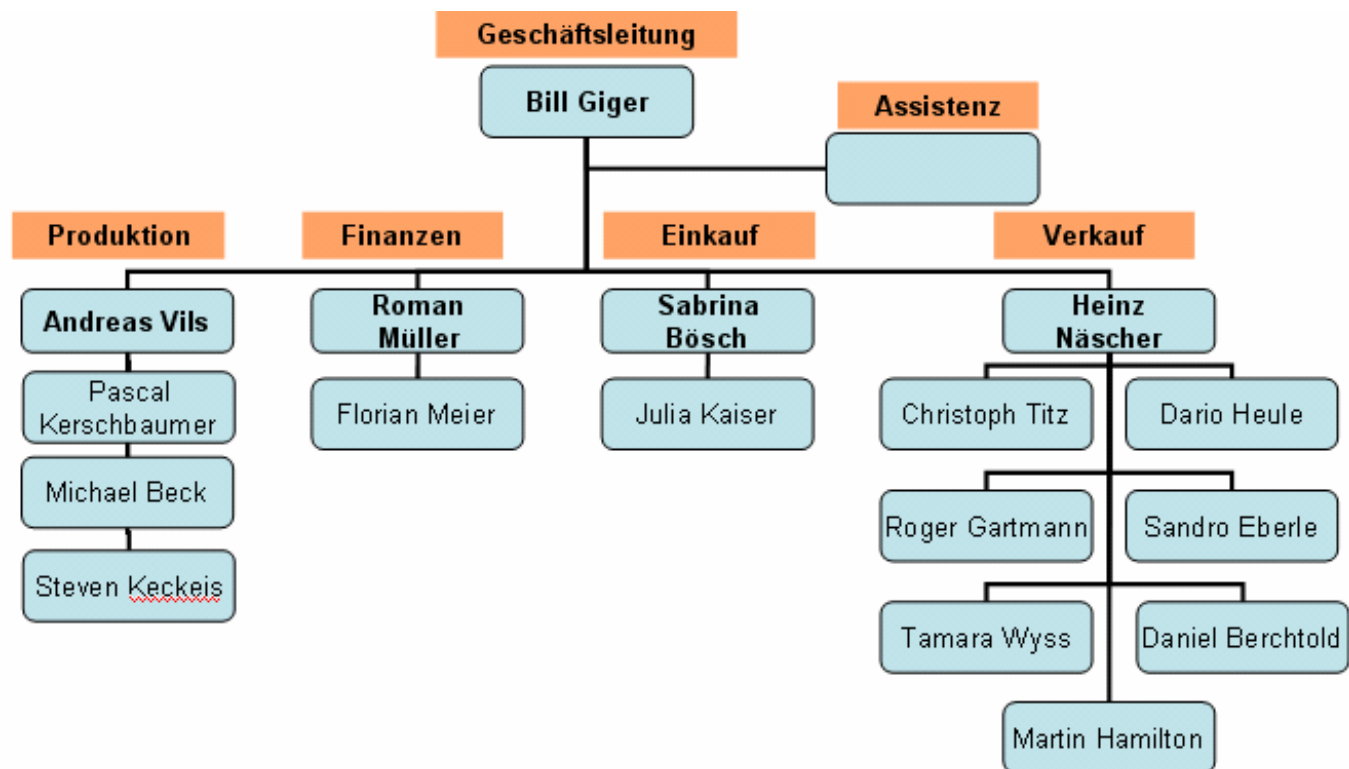 Geschäftsleitung
Bill Giger
Assistenz
Produktion
Finanzen
Einkauf
Verkauf
Andreas Vils
Roman
Müller
Sabrina
Bösch
Heinz
Näscher
Pascal
Kerschbaumer
Florian Meier
Julia Kaiser
Christoph Titz
Dario Heule
Michael Beck
Roger Gartmann
Sandro Eberle
Steven Keckeis
Tamara Wyss
Daniel Berchtold
Martin Hamilton